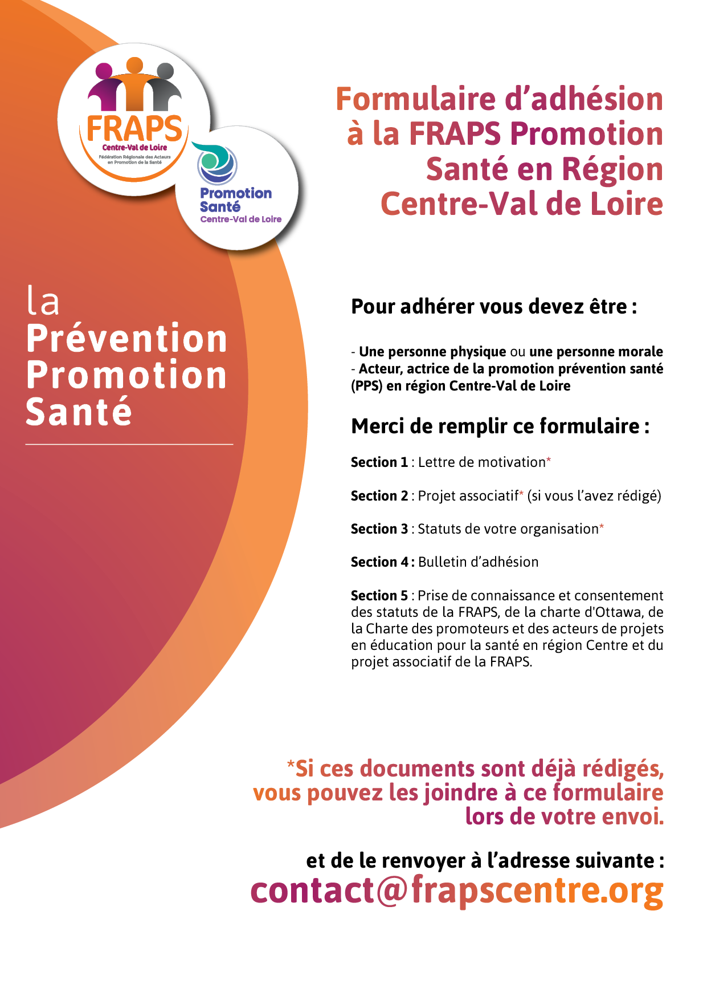 FRAPS
Centre-Val de Loire
Fédération Régionale des Acteurs
en Promotion de la Santé
Promotion
Santé
Centre-Val de Loire
Formulaire d’adhésion
à la FRAPS Promotion
Santé en Région
Centre-Val de Loire
la
Prévention
Promotion
Santé
Pour adhérer vous devez être :
- Une personne physique ou une personne morale
- Acteur, actrice de la promotion prévention santé
(PPS) en région Centre-Val de Loire
Merci de remplir ce formulaire :
Section 1 : Lettre de motivation*
Section 2 : Projet associatif* (si vous l’avez rédigé)
Section 3 : Statuts de votre organisation*
Section 4 : Bulletin d’adhésion
Section 5 : Prise de connaissance et consentement
des statuts de la FRAPS, de la charte d'Ottawa, de
la Charte des promoteurs et des acteurs de projets
en éducation pour la santé en région Centre et du
projet associatif de la FRAPS.
*Si ces documents sont déjà rédigés,
vous pouvez les joindre à ce formulaire
lors de votre envoi.
et de le renvoyer à l’adresse suivante :
contact@frapscentre.org